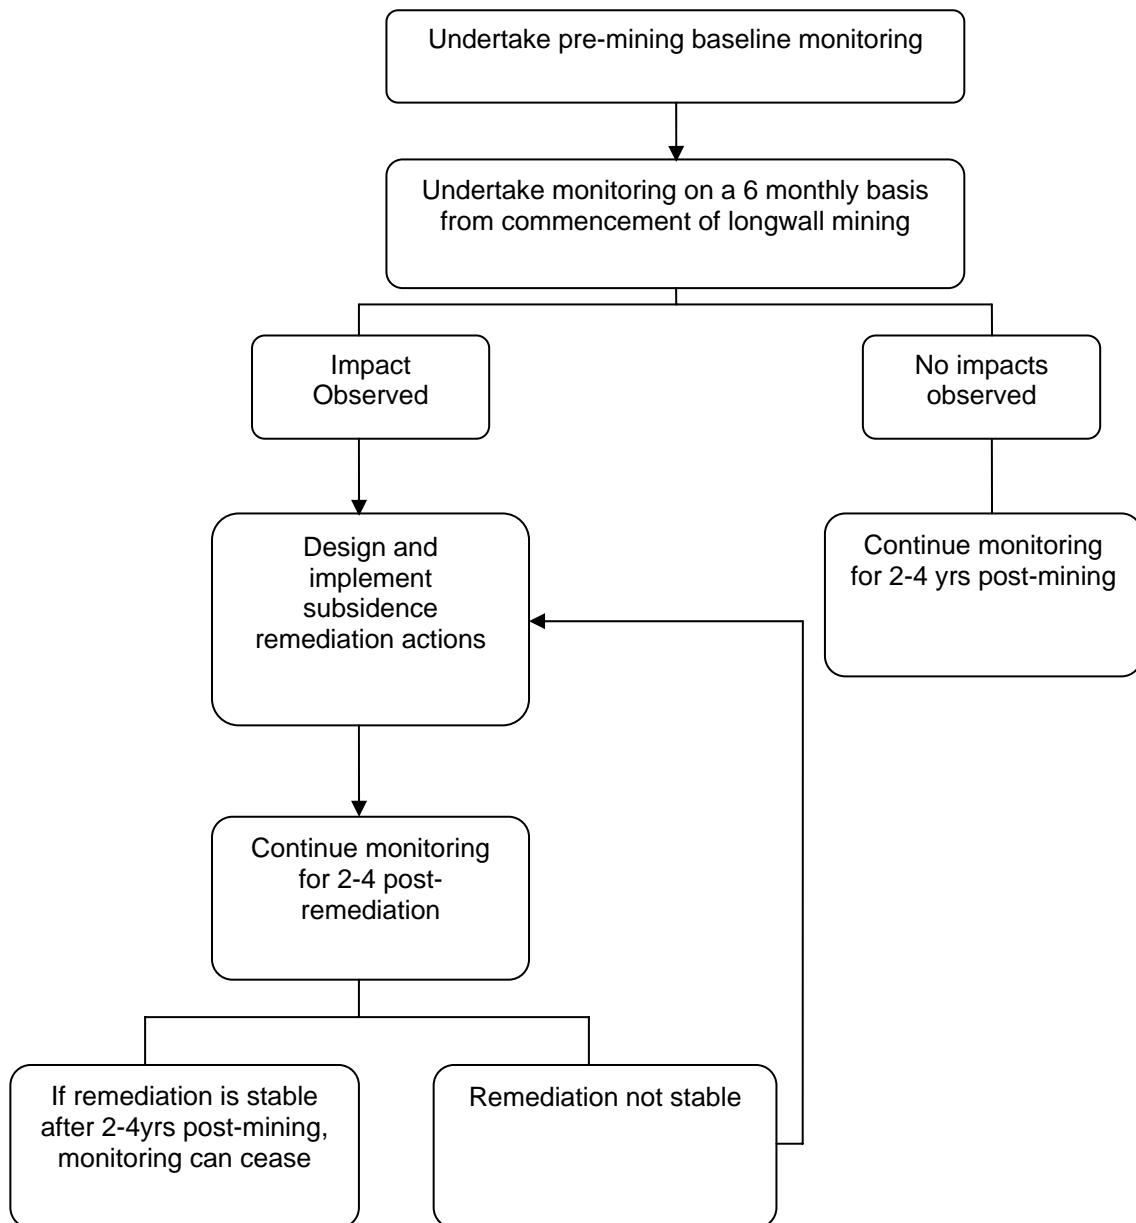 Undertake pre-mining baseline monitoring
Undertake monitoring on a 6 monthly basis
from commencement of longwall mining
Impact
Observed
No impacts
observed
Design and
implement
subsidence
remediation actions
Continue monitoring
for 2-4 yrs post-mining
Continue monitoring
for 2-4 post-
remediation
If remediation is stable
after 2-4yrs post-mining,
monitoring can cease
Remediation not stable